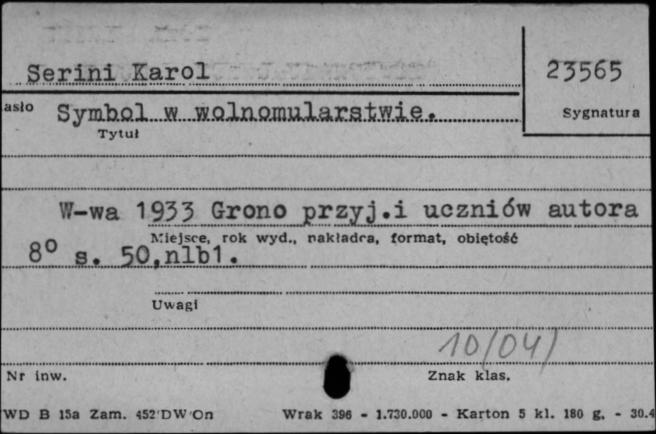 Serini Karol
23565
asło
Symbol w wolnomularstwie.
Sygnatura
Tytuł
W-wa 1933 Grono przyj.i uczniów autora
Miejsce, rok wyd., nakładca, format, objętość
8° s. 50,nlb1.
Uwagi
10/04/
Nr inw.
Znak klas.
WD B 13a Zam. 452 DW On Wrak 396 - 1.730.000 - Karton 5 kl. 180 g. - 30.4